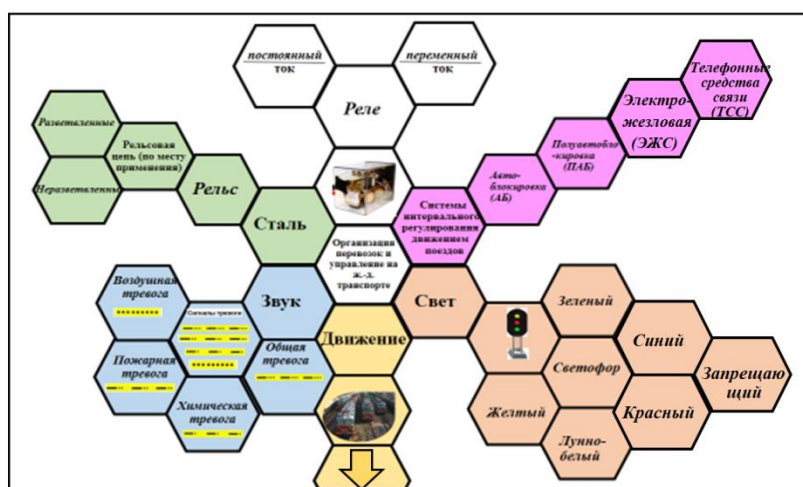 постоянный
ток
переменный
ток
Реле
Телефонные
средства
связи
(ТСС)
Электро-
жезловая
(ЭЖС)
Полуавтобло
-кировка
(ПАБ)
Авто-
блокировка
(АБ)
Системы
интервального
регулирования
движением
поездов
Разветвленные
Неразветвленны
Рельсовая
цепь (по месту
применения)
Рельс
Сталь
Организация
перевозок и
управление на
ж.-д.
транспорте
Воздушная
тревога
Сигналы тревоги
Звук
Пожарная
тревога
Общая
тревога
Химическая
тревога
Движение
Свет
Зеленый
Светофор
Желтый
Лунно-
белый
Синий
Красный
Запрещаю
щий